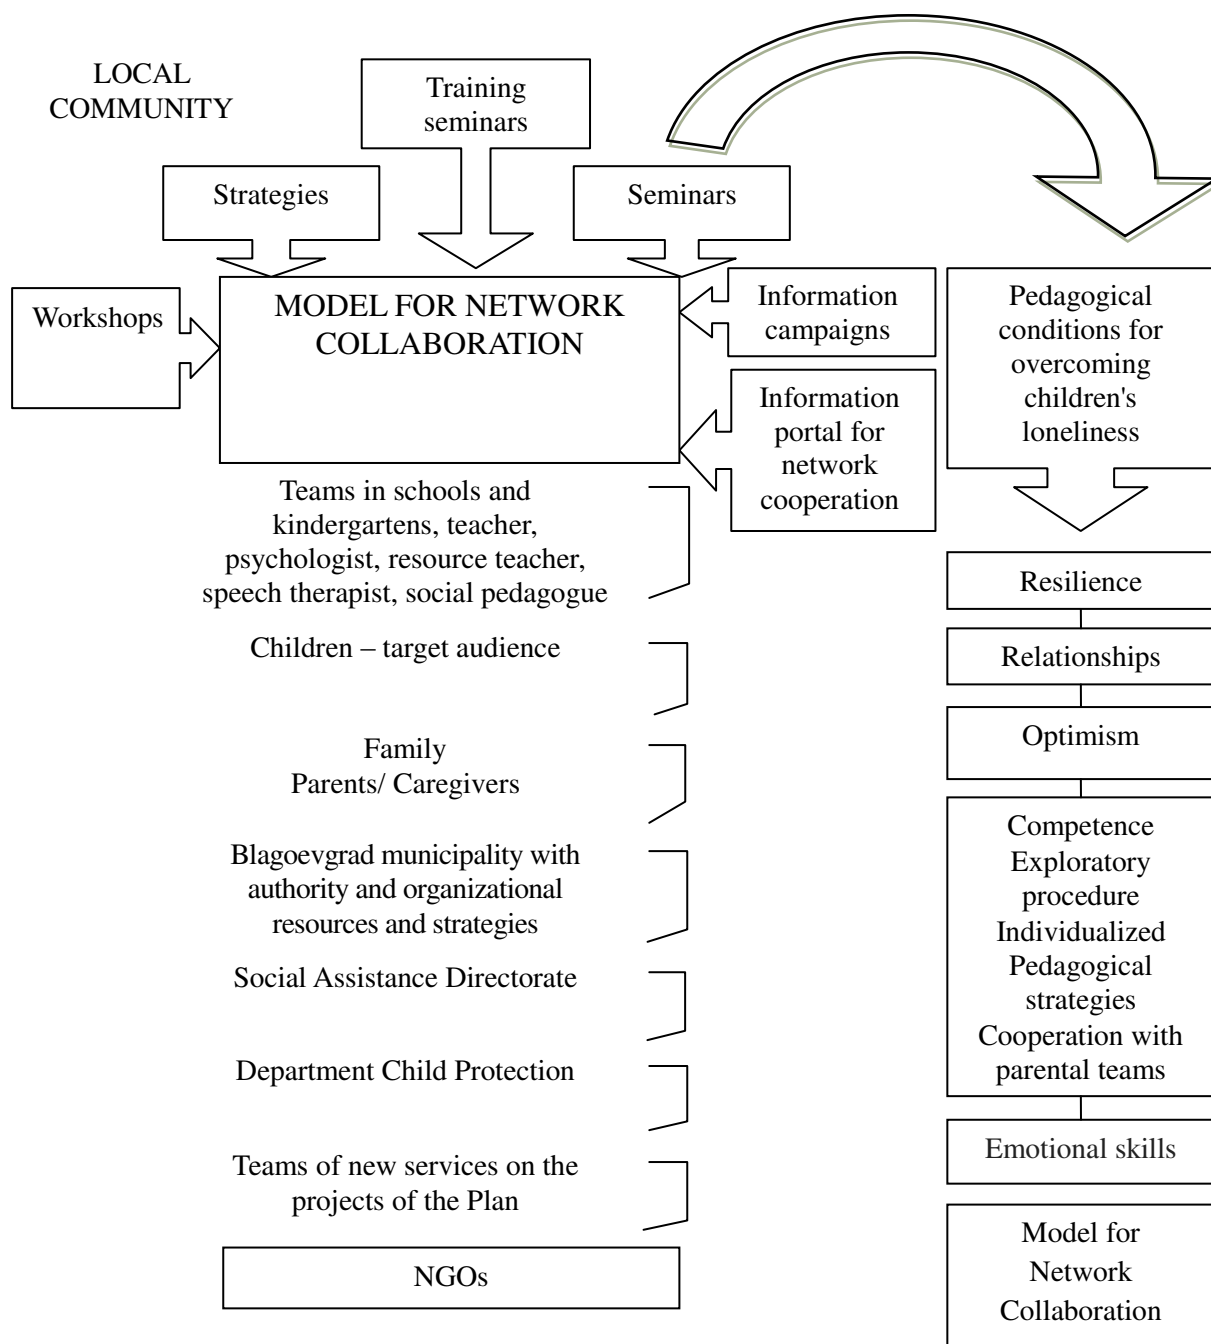 LOCAL
COMMUNITY
Training
seminars
Strategies
Seminars
Workshops
MODEL FOR NETWORK
COLLABORATION
Information
campaigns
Information
portal for
network
cooperation
Teams in schools and
kindergartens, teacher,
psychologist, resource teacher,
speech therapist, social pedagogue
Children – target audience
Family
Parents/ Caregivers
Blagoevgrad municipality with
authority and organizational
resources and strategies
Social Assistance Directorate
Department Child Protection
Teams of new services on the
projects of the Plan
NGOs
Pedagogical
conditions for
overcoming
children's
loneliness
Resilience
Relationships
Optimism
Competence
Exploratory
procedure
Individualized
Pedagogical
strategies
Cooperation with
parental teams
Emotional skills
Model for
Network
Collaboration